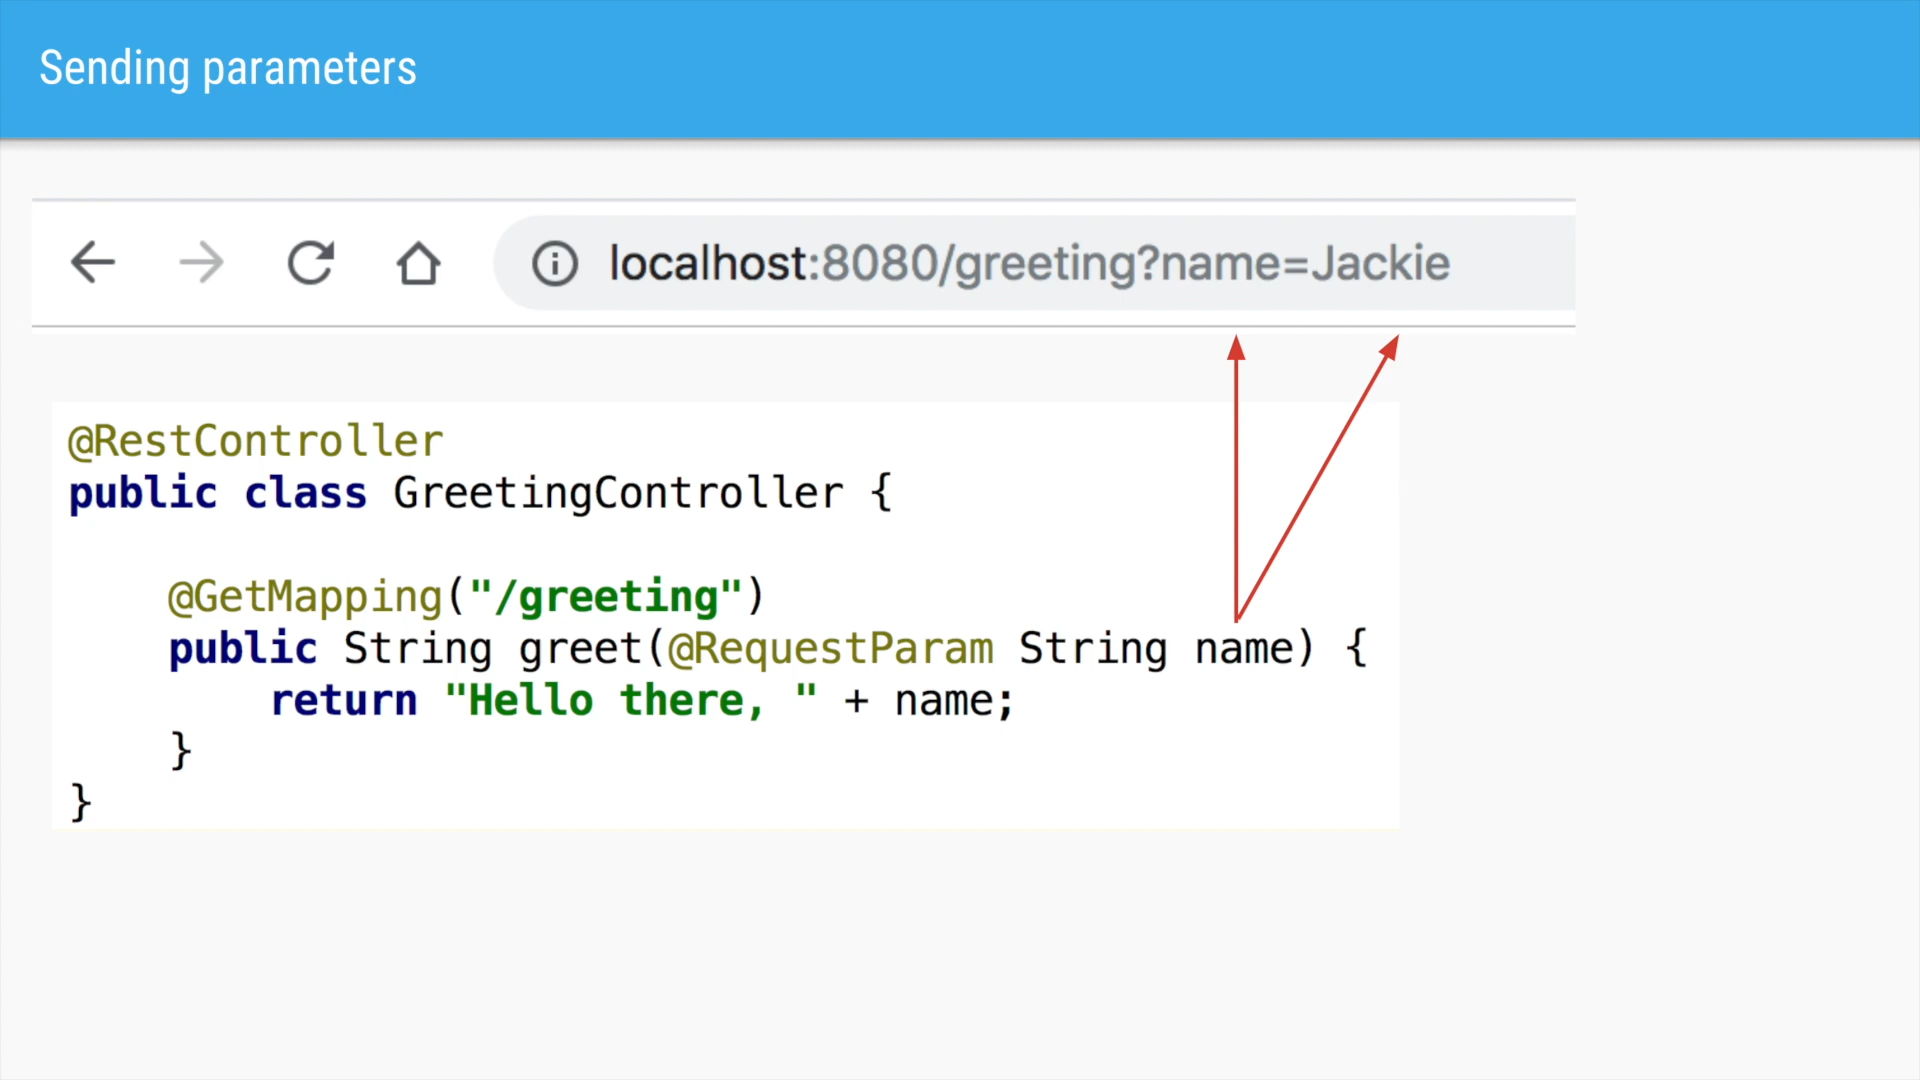 Sending parameters
localhost:8080/greeting?name=Jackie
@RestController
public class GreetingController {
@GetMapping("/greeting")
public String greet(@RequestParam String name) {
return "Hello there, " + name;
}
}